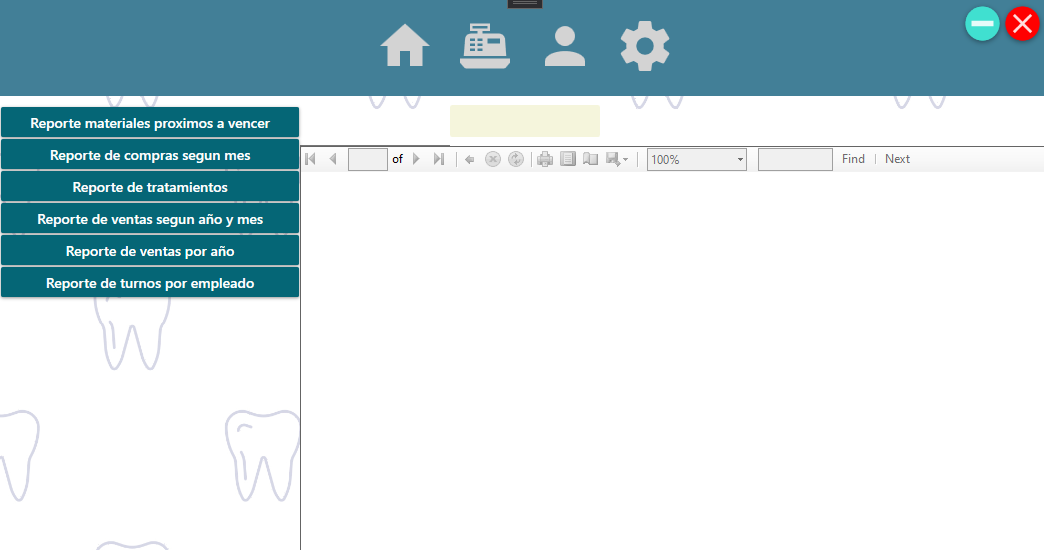 Reporte materiales proximos a vencer
Reporte de compras segun mes
Reporte de tratamientos
Reporte de ventas segun año y mes
Reporte de ventas por año
Reporte de turnos por empleado
of 100% Find | Next